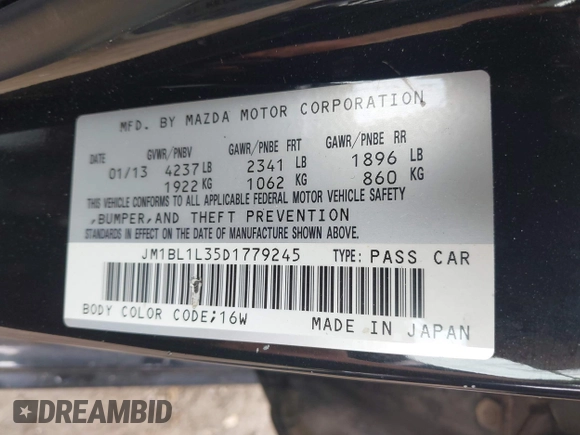 MFD. BY MAZDA MOTOR CORPORATION
DATE GVWR/PNBV GAWR/PNBE FRT GAWR/PNBE RR
01/13 4237 LB 2341 LB 1896 LB
1922 KG 1062 KG 860 KG
THIS VEHICLE CONFORMS TO ALL APPLICABLE FEDERAL MOTOR VEHICLE SAFETY
,BUMPER,AND THEFT PREVENTION
STANDARDS IN EFFECT ON THE DATE OF MANUFACTURE SHOWN ABOVE.
JM1BL1L35D1779245 TYPE: PASS CAR
BODY COLOR CODE;16W MADE IN JAPAN
DREAMBID